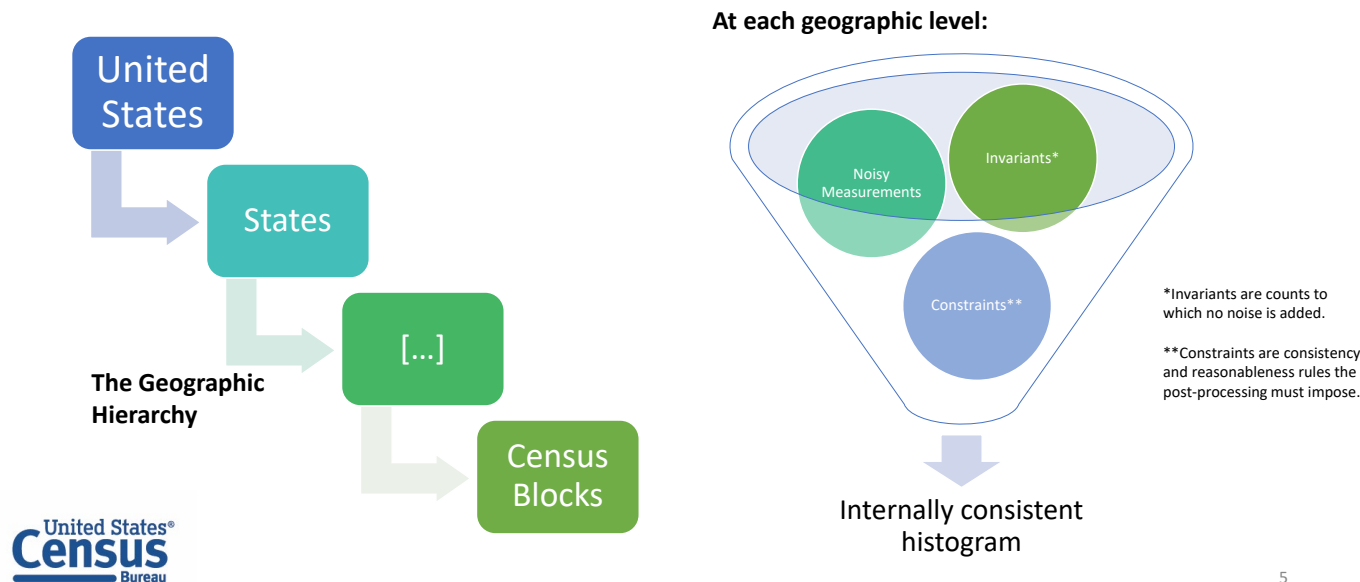 United
States
States
[...]
The Geographic
Hierarchy
Census
Blocks
At each geographic level:
Noisy
Measurements
Invariants*
Constraints**
*Invariants are counts to
which no noise is added.
**Constraints are consistency
and reasonableness rules the
post-processing must impose.
Internally consistent
histogram
United States®
Census
Bureau
5